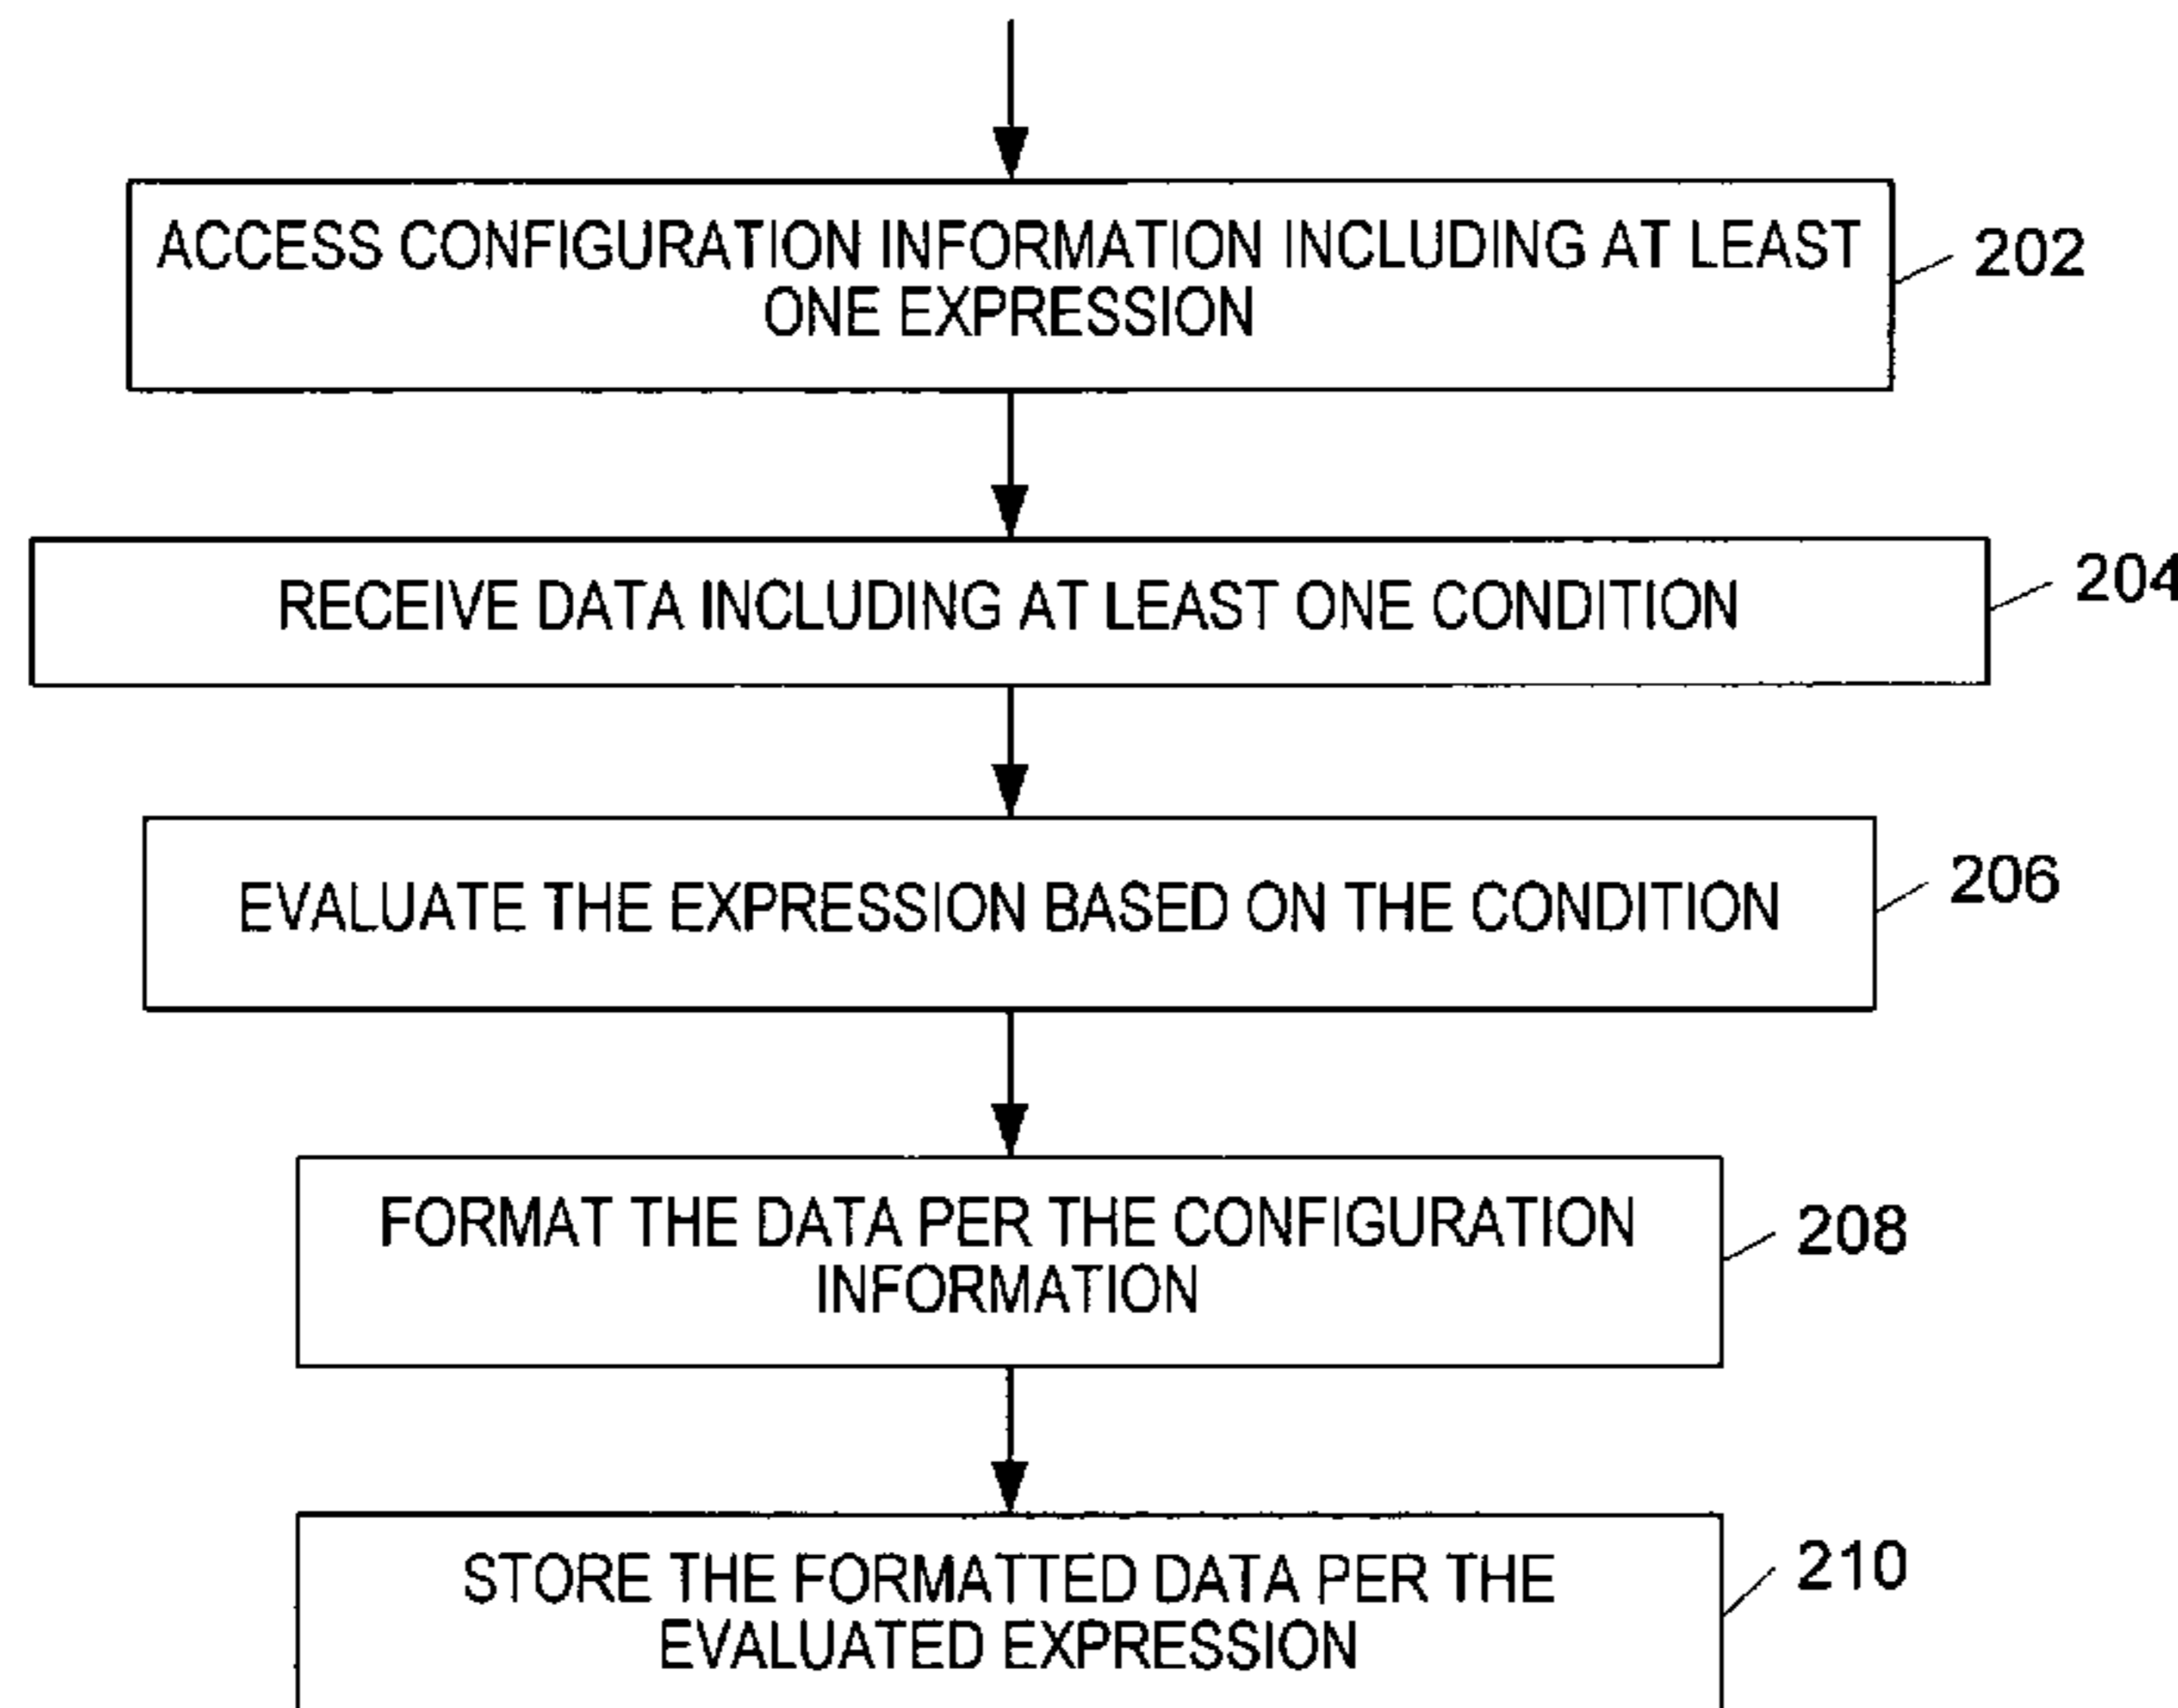 ACCESS CONFIGURATION INFORMATION INCLUDING AT LEAST
ONE EXPRESSION
202
RECEIVE DATA INCLUDING AT LEAST ONE CONDITION
204
EVALUATE THE EXPRESSION BASED ON THE CONDITION
206
FORMAT THE DATA PER THE CONFIGURATION
INFORMATION
208
STORE THE FORMATTED DATA PER THE
EVALUATED EXPRESSION
210